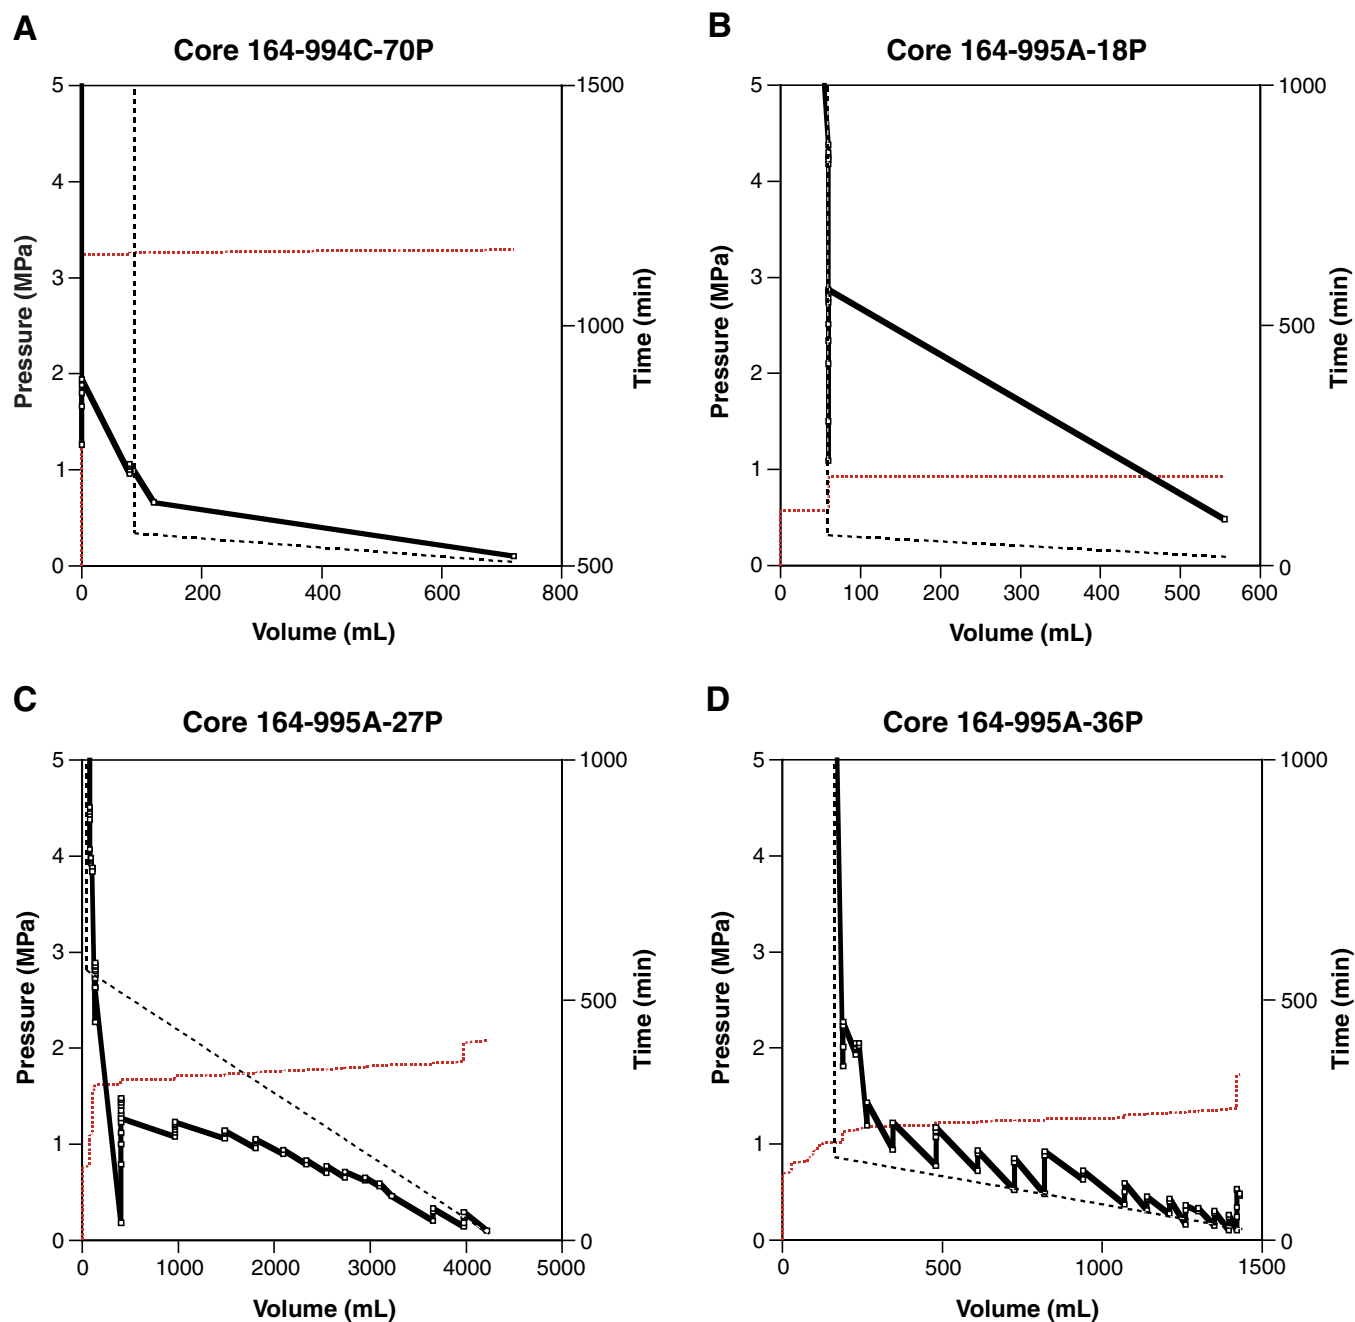 A
Core 164-994C-70P
5
4
3
2
1
0
Pressure (MPa)
1500
1000
500
Time (min)
0 200 400 600 800
Volume (mL)
B
Core 164-995A-18P
5
4
3
2
1
0
Pressure (MPa)
1000
500
0
Time (min)
0 100 200 300 400 500 600
Volume (mL)
C
Core 164-995A-27P
5
4
3
2
1
0
Pressure (MPa)
1000
500
0
Time (min)
0 1000 2000 3000 4000 5000
Volume (mL)
D
Core 164-995A-36P
5
4
3
2
1
0
Pressure (MPa)
1000
500
0
Time (min)
0 500 1000 1500
Volume (mL)